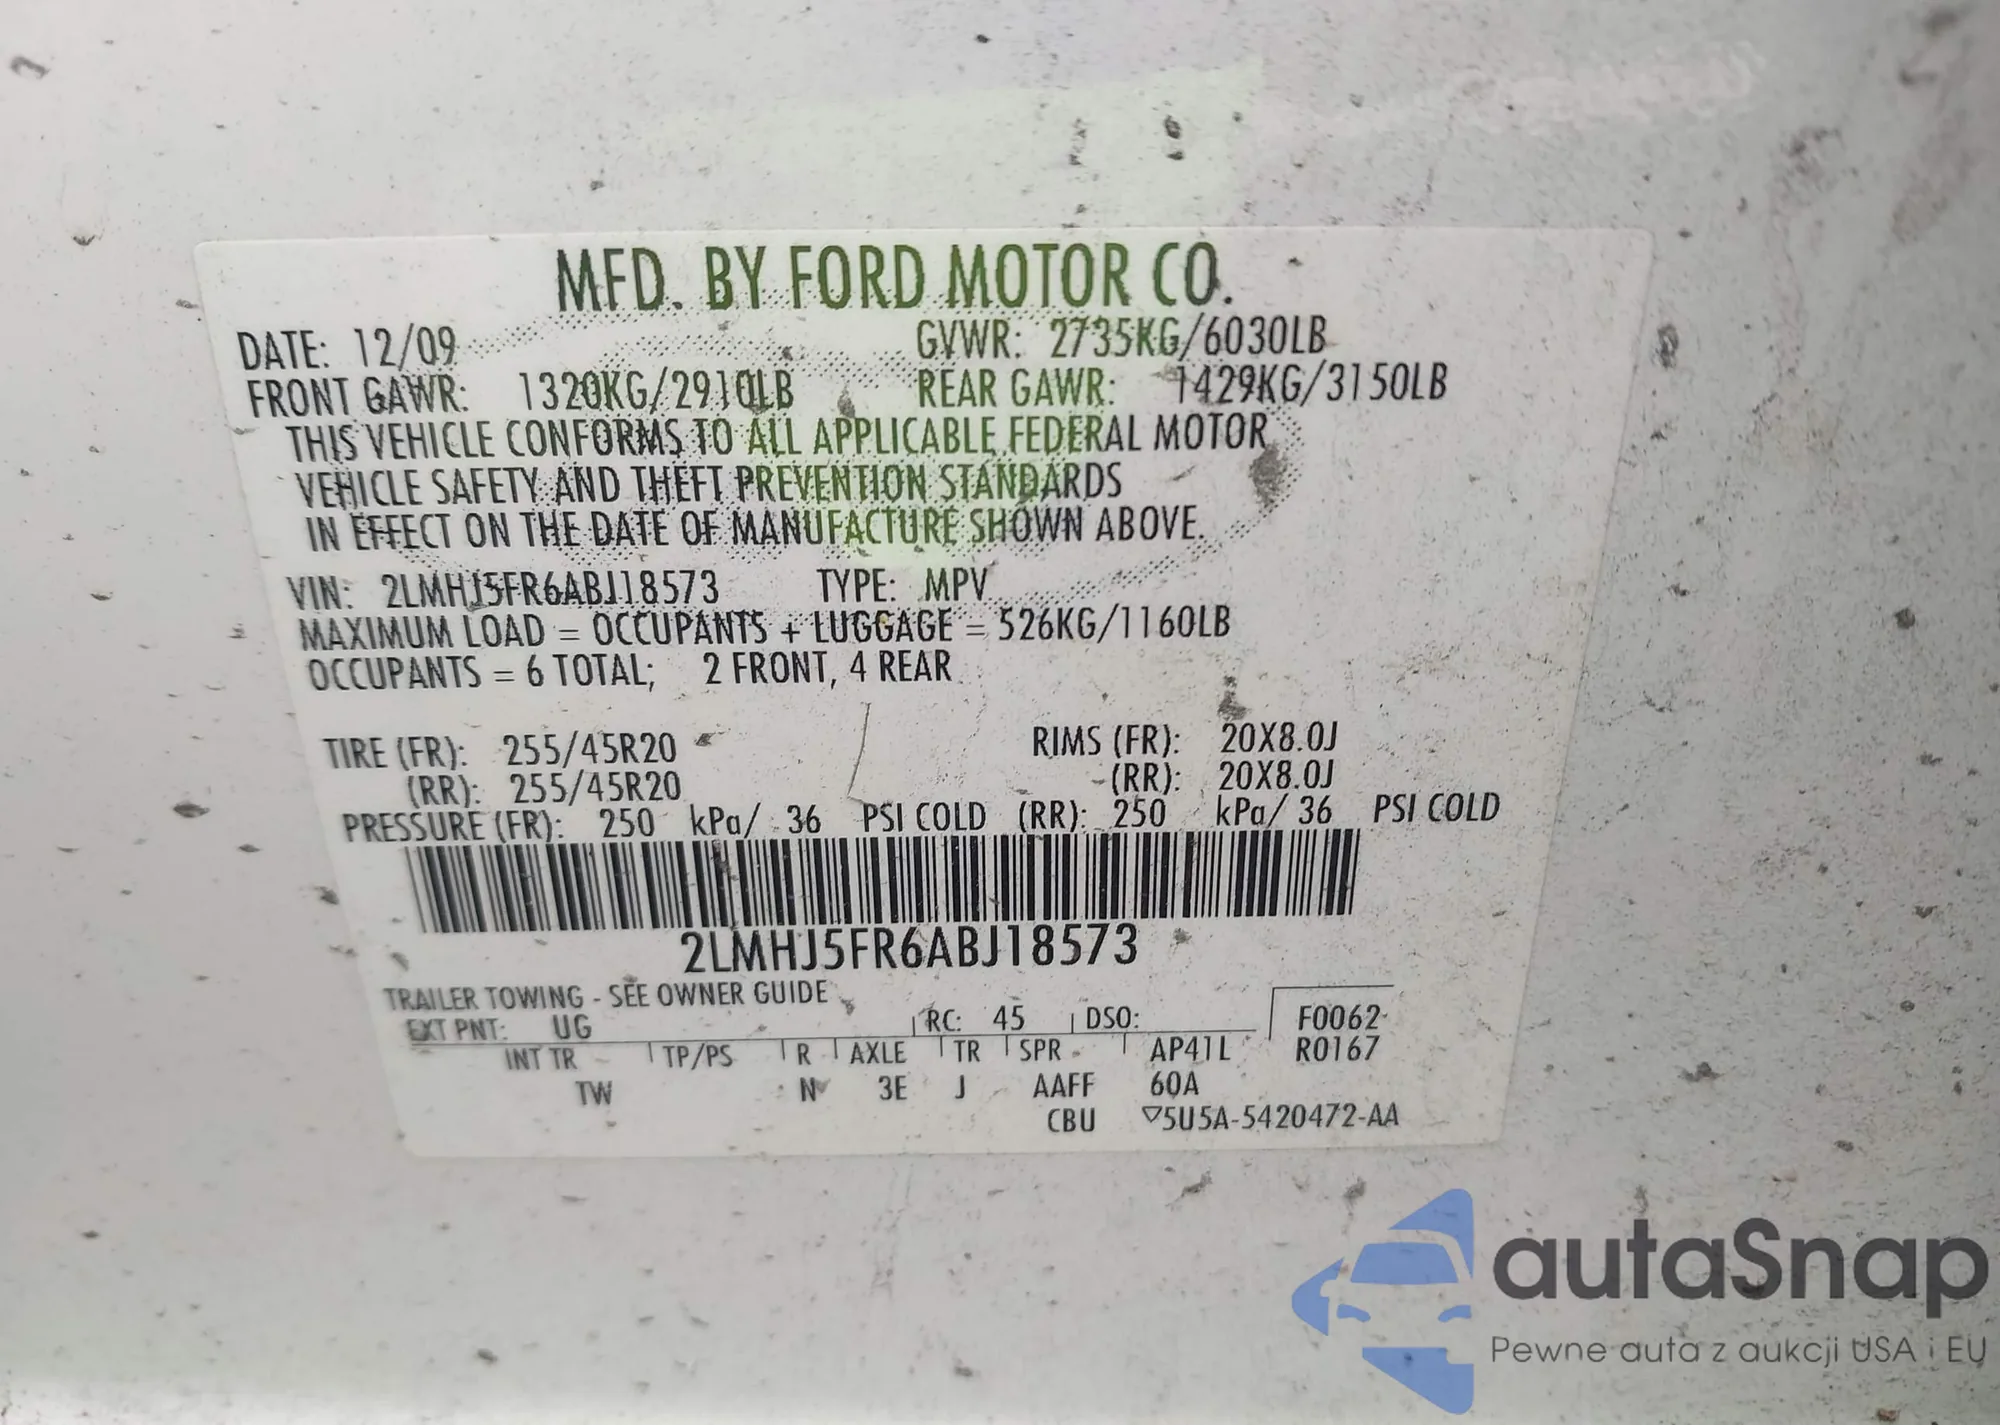 MFD. BY FORD MOTOR CO.
DATE: 12/09 GVWR: 2735KG/6030LB
FRONT GAWR: 1320KG/2910LB REAR GAWR: 1429KG/3150LB
THIS VEHICLE CONFORMS TO ALL APPLICABLE FEDERAL MOTOR
VEHICLE SAFETY AND THEFT PREVENTION STANDARDS
IN EFFECT ON THE DATE OF MANUFACTURE SHOWN ABOVE.
VIN: 2LMHJ5FR6ABJ18573 TYPE: MPV
MAXIMUM LOAD = OCCUPANTS + LUGGAGE = 526KG/1160LB
OCCUPANTS = 6 TOTAL; 2 FRONT, 4 REAR
TIRE (FR): 255/45R20 RIMS (FR): 20X8.0J
(RR): 255/45R20 (RR): 20X8.0J
PRESSURE (FR): 250 kPa/ 36 PSI COLD (RR): 250 kPa/ 36 PSI COLD
2LMHJ5FR6ABJ18573
TRAILER TOWING - SEE OWNER GUIDE
EXT PNT: UG RC: 45 DSO: F0062
INT TR TP/PS R AXLE TR SPR AP41L R0167
TW N 3E J AAFF 60A
CBU ▽5U5A-5420472-AA
autaSnap
Pewne auta z aukcji USA i EU